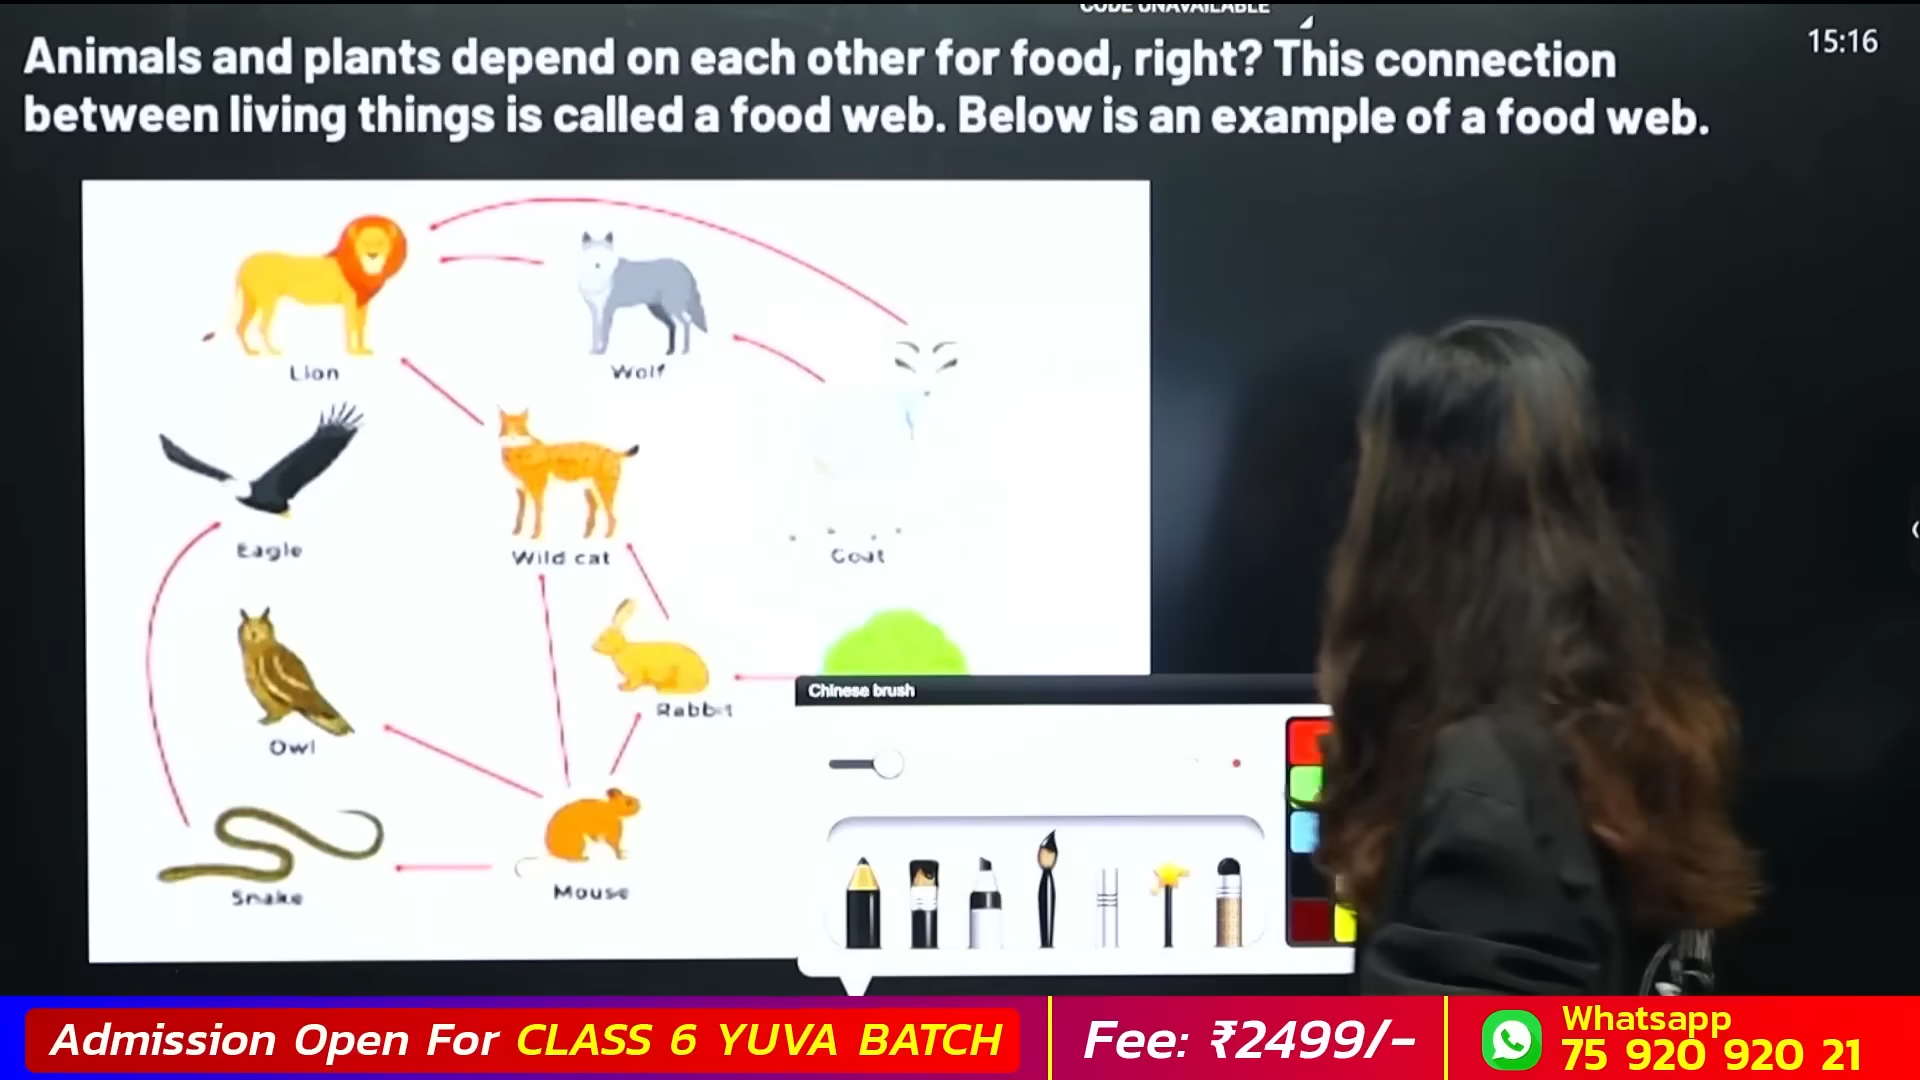 CODE UNAVAILABLE
15:16
Animals and plants depend on each other for food, right? This connection
between living things is called a food web. Below is an example of a food web.
Lion
Wolf
Eagle
Wild cat
Goat
Owl
Rabbit
Snake
Mouse
Chinese brush
Admission Open For CLASS 6 YUVA BATCH
Fee: ₹2499/-
Whatsapp
75 920 920 21